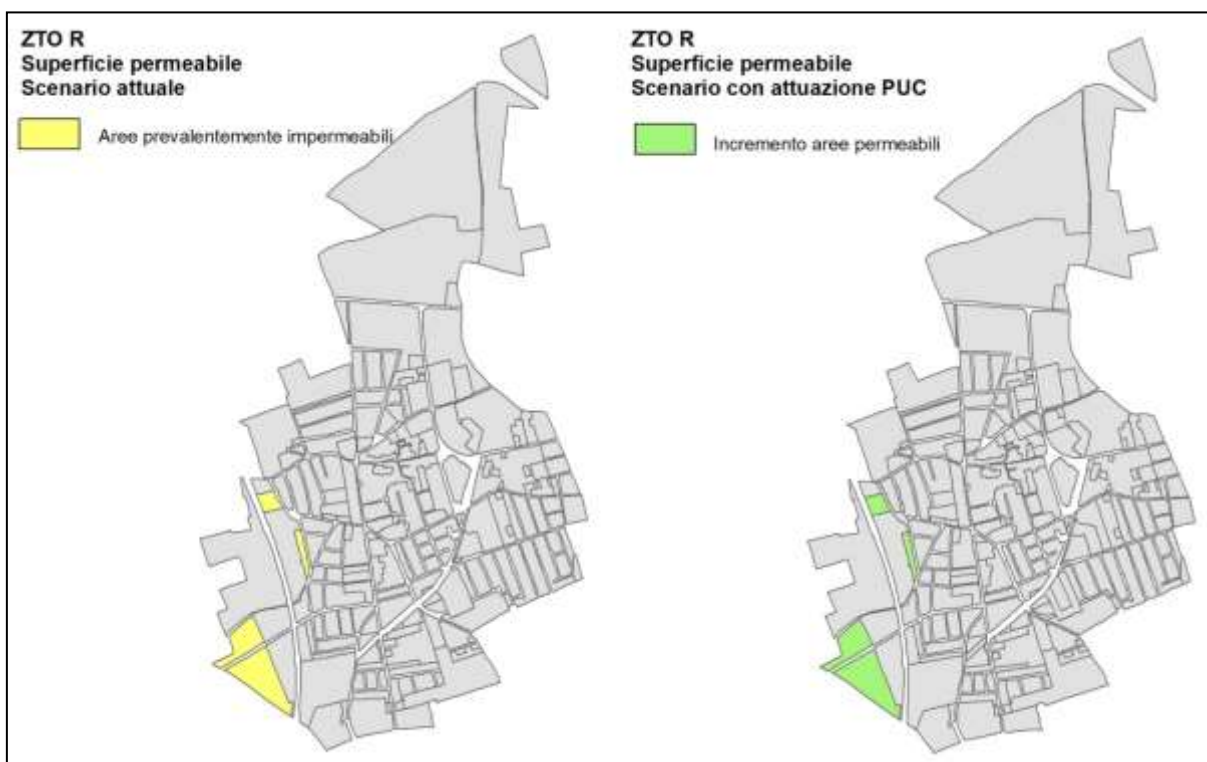 ZTO R
Superficie permeabile
Scenario attuale
Aree prevalentemente impermeabili
ZTO R
Superficie permeabile
Scenario con attuazione PUC
Incremento aree permeabili